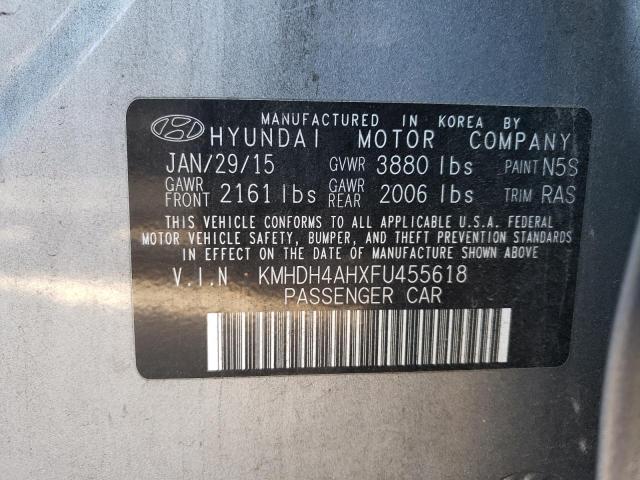 MANUFACTURED IN KOREA BY
HYUNDAI MOTOR COMPANY
JAN/29/15 GVWR 3880 lbs PAINT N5S
GAWR FRONT 2161 lbs GAWR REAR 2006 lbs TRIM RAS
THIS VEHICLE CONFORMS TO ALL APPLICABLE U.S.A. FEDERAL
MOTOR VEHICLE SAFETY, BUMPER, AND THEFT PREVENTION STANDARDS
IN EFFECT ON THE DATE OF MANUFACTURE SHOWN ABOVE
V.I.N KMHDH4AHXFU455618
PASSENGER CAR